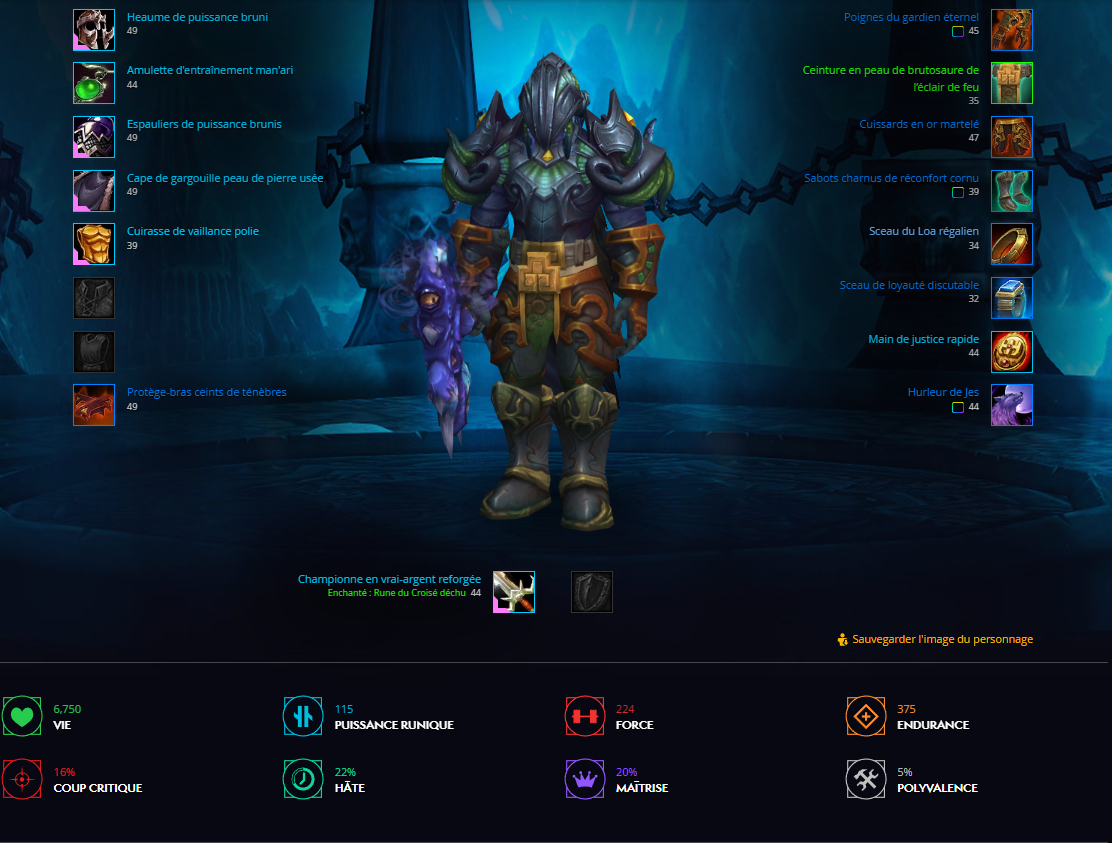 Heaume de puissance bruni
49
Amulette d'entraînement man'ari
44
Espauliers de puissance brunis
49
Cape de gargouille peau de pierre usée
49
Cuirasse de vaillance polie
39
Protège-bras ceints de ténèbres
49
Poignes du gardien éternel
45
Ceinture en peau de brutosaure de
l'éclair de feu
35
Cuissards en or martelé
47
Sabots charnus de réconfort cornu
39
Sceau du Loa régalien
34
Sceau de loyauté discutable
32
Main de justice rapide
44
Hurleur de Jes
44
Championne en vrai-argent reforgée
Enchanté : Rune du Croisé déchu 44
Sauvegarder l'image du personnage
6,750
VIE
115
PUISSANCE RUNIQUE
224
FORCE
375
ENDURANCE
16%
COUP CRITIQUE
22%
HÂTE
20%
MAÎTRISE
5%
POLYVALENCE